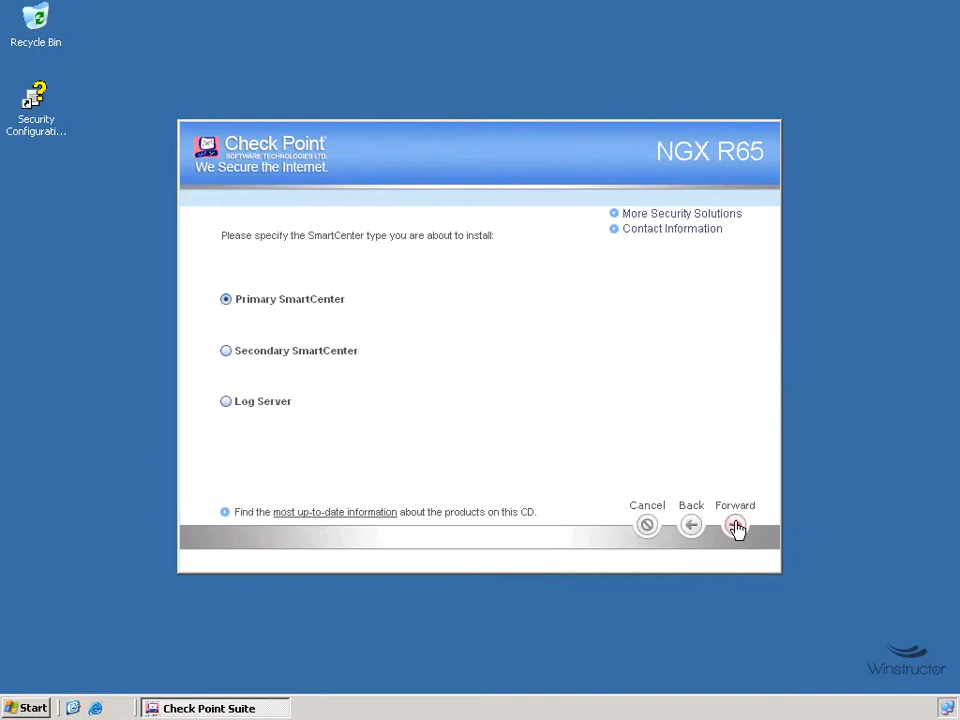 Recycle Bin
Security
Configurati...
Check Point
SOFTWARE TECHNOLOGIES LTD.
We Secure the Internet.
NGX R65
More Security Solutions
Contact Information
Please specify the SmartCenter type you are about to install:
Primary SmartCenter
Secondary SmartCenter
Log Server
Find the most up-to-date information about the products on this CD.
Cancel Back Forward
Winstructor
Start
Check Point Suite